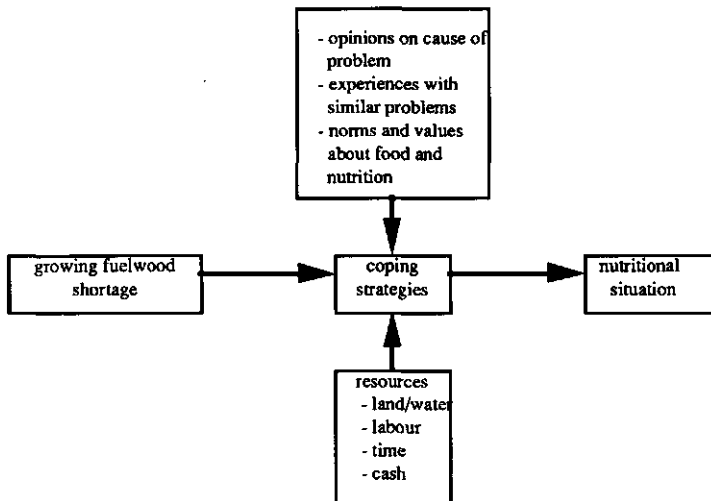 - opinions on cause of
problem
- experiences with
similar problems
- norms and values
about food and
nutrition
growing fuelwood
shortage
coping
strategies
nutritional
situation
resources
- land/water
- labour
- time
- cash